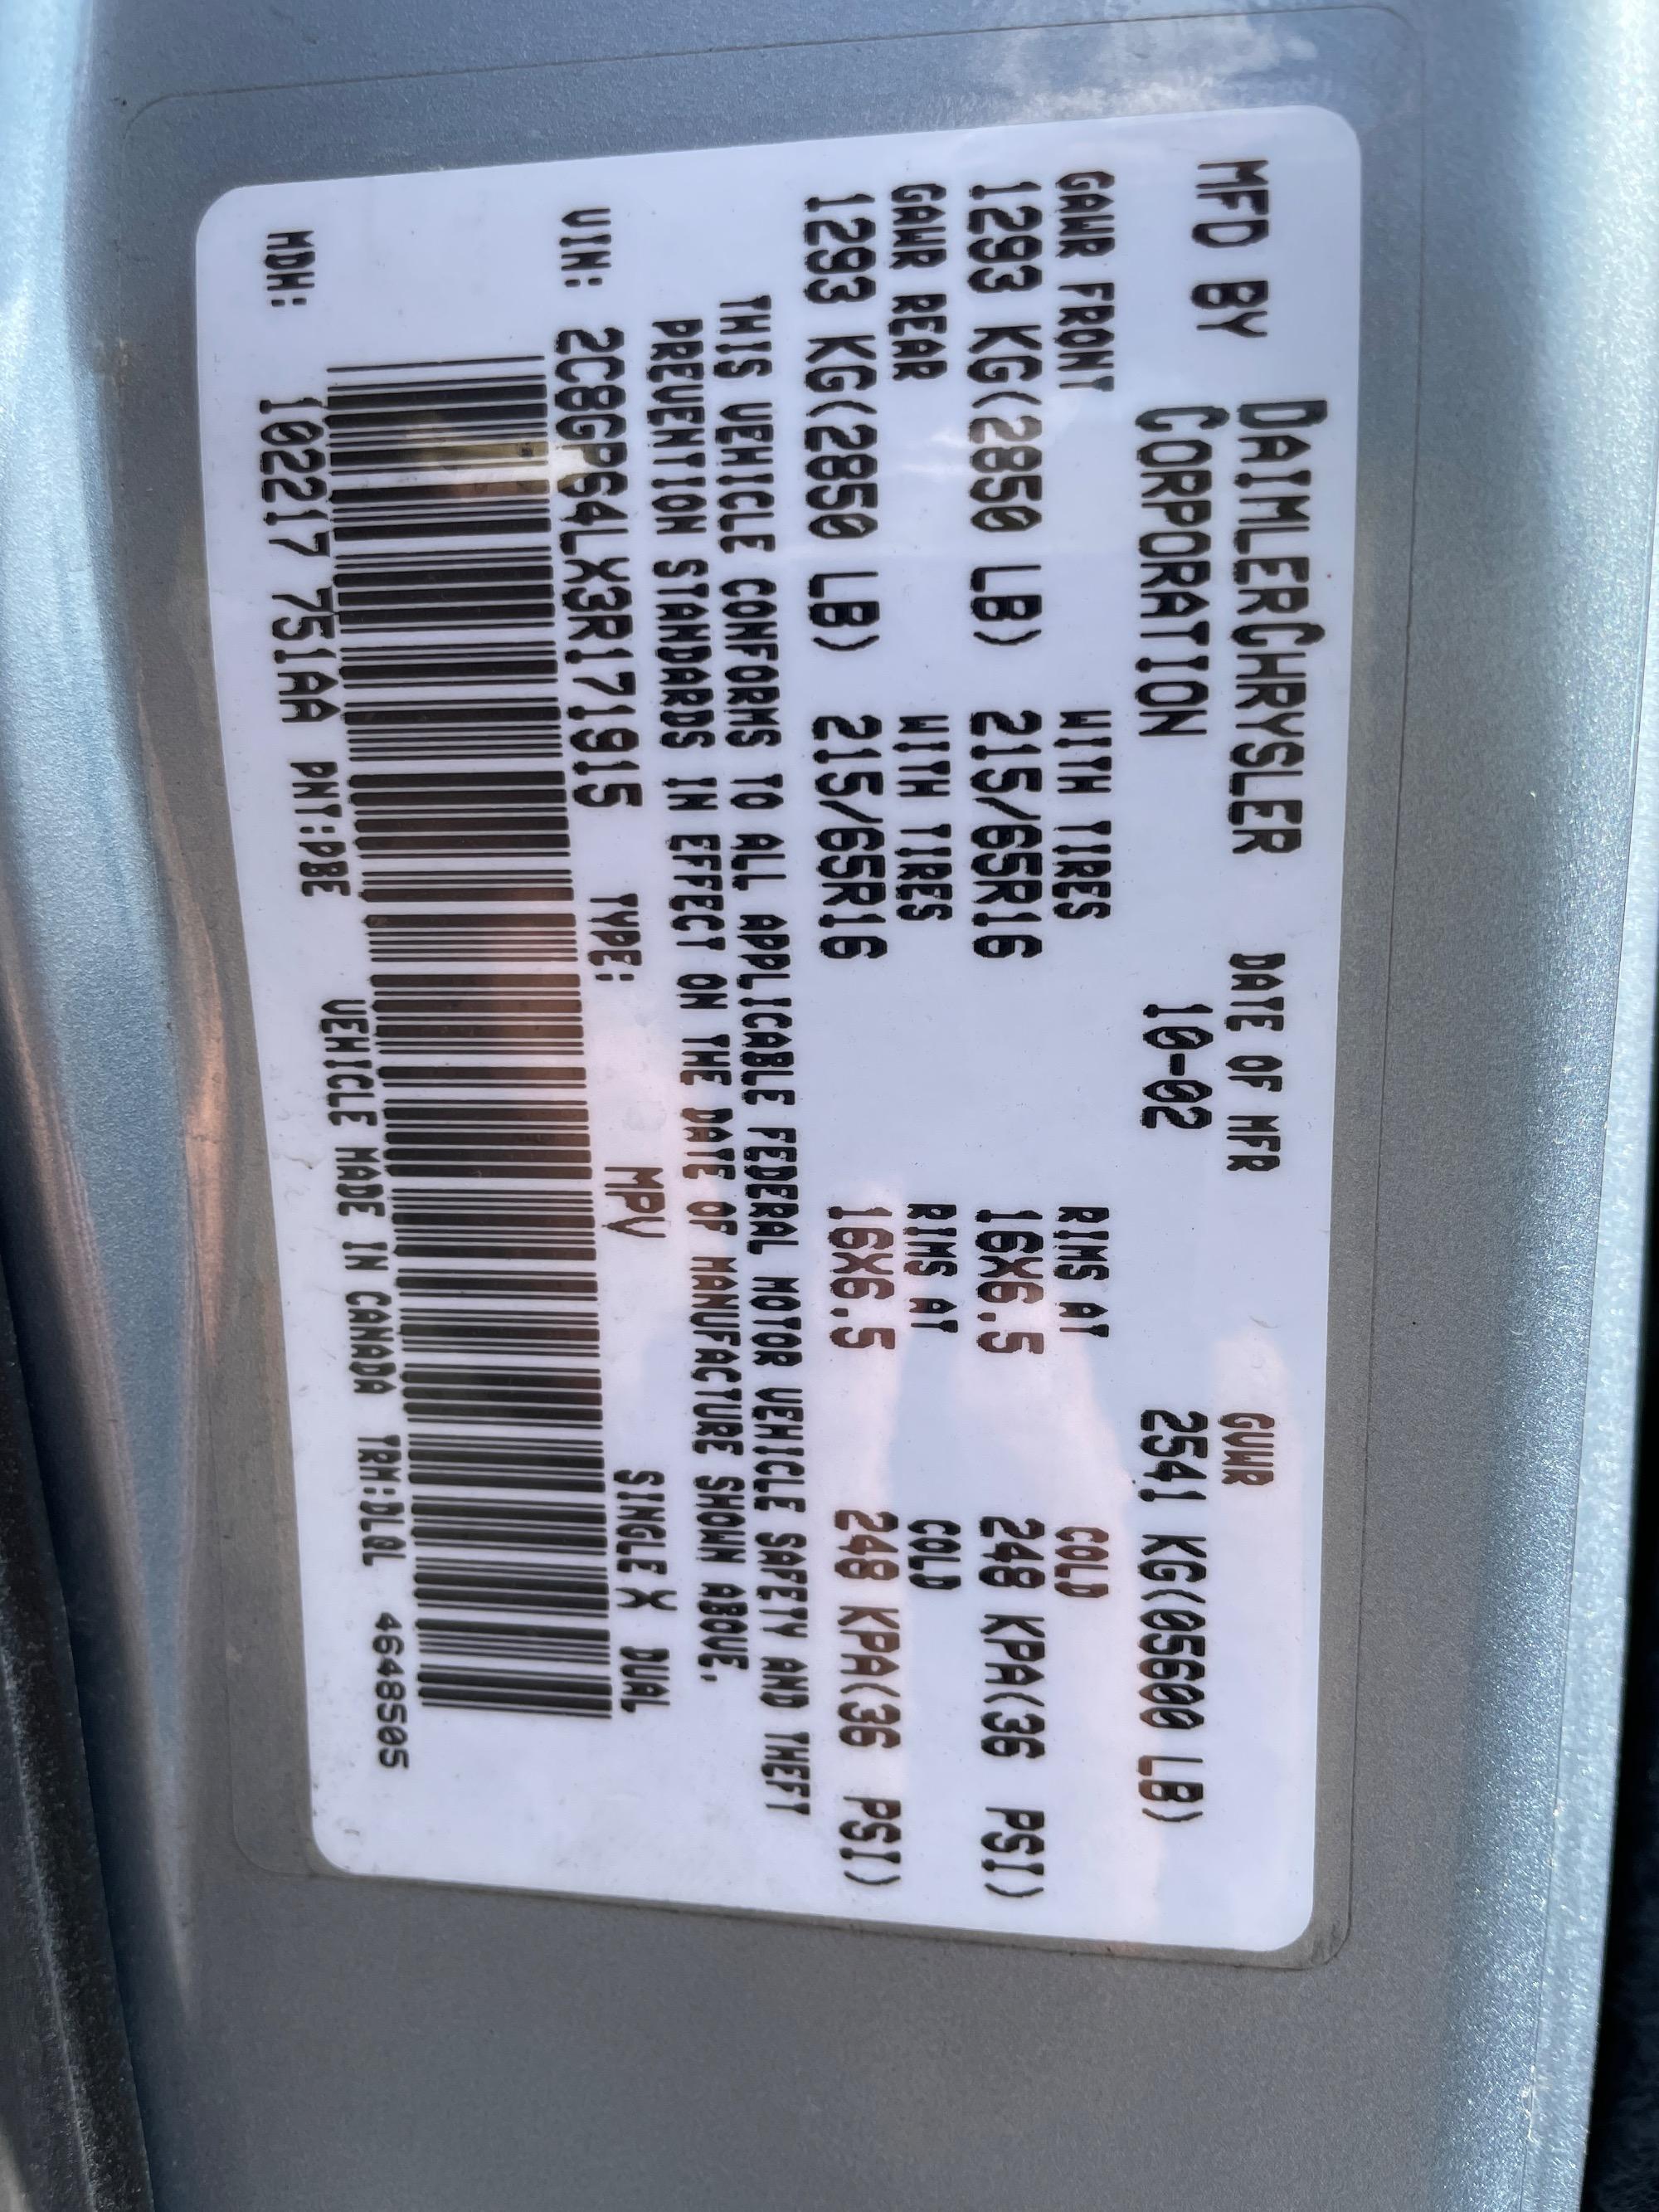 MFD BY DAIMLERCHRYSLER CORPORATION DATE OF MFR 10-02 GVWR 2541 KG(05600 LB)
GAWR FRONT WITH TIRES RIMS AT COLD
1293 KG(2850 LB) 215/65R16 16X6.5 248 KPA(36 PSI)
GAWR REAR WITH TIRES RIMS AT COLD
1293 KG(2850 LB) 215/65R16 16X6.5 248 KPA(36 PSI)
THIS VEHICLE CONFORMS TO ALL APPLICABLE FEDERAL MOTOR VEHICLE SAFETY AND THEFT
PREVENTION STANDARDS IN EFFECT ON THE DATE OF MANUFACTURE SHOWN ABOVE.
VIN: 2C8GP64LX3R171915 TYPE: MPV SINGLE X DUAL
MDH: 102217 751AA PNT:PBE VEHICLE MADE IN CANADA TRM:DLQL 4648505